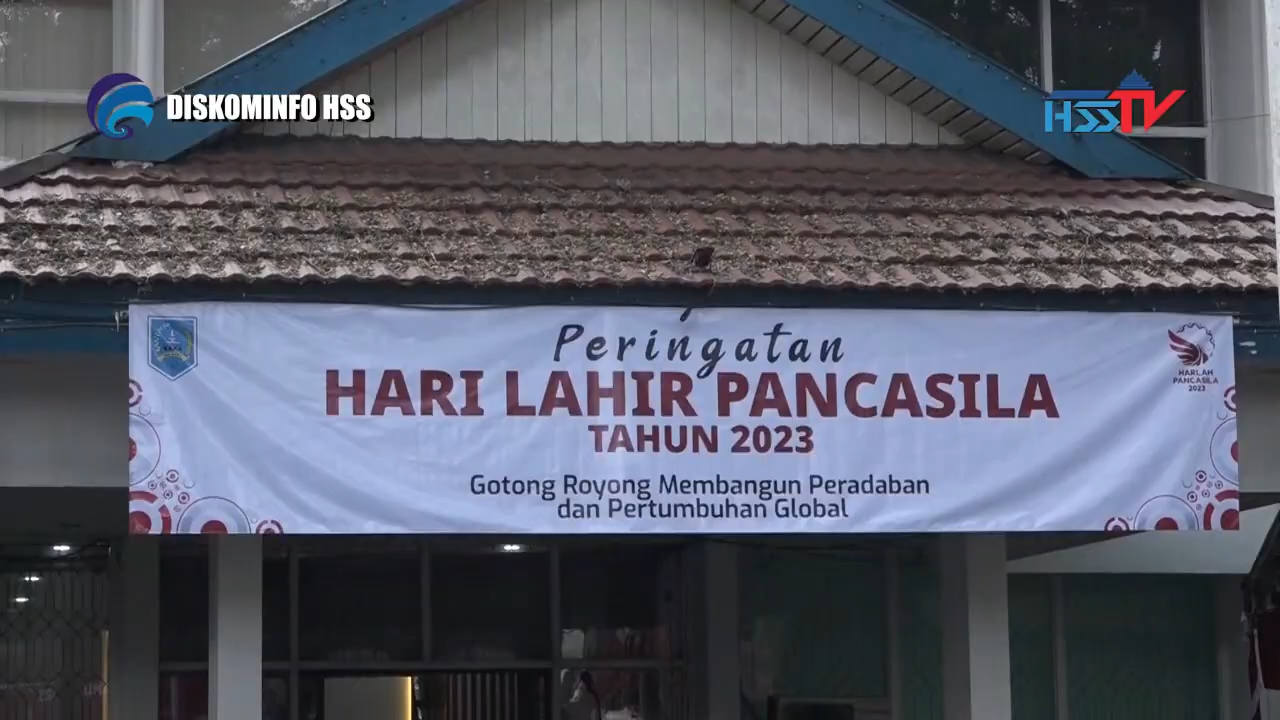 DISKOMINFO HSS
HSSTV
Peringatan
HARI LAHIR PANCASILA
TAHUN 2023
Gotong Royong Membangun Peradaban
dan Pertumbuhan Global
HARLAH
PANCASILA
2023